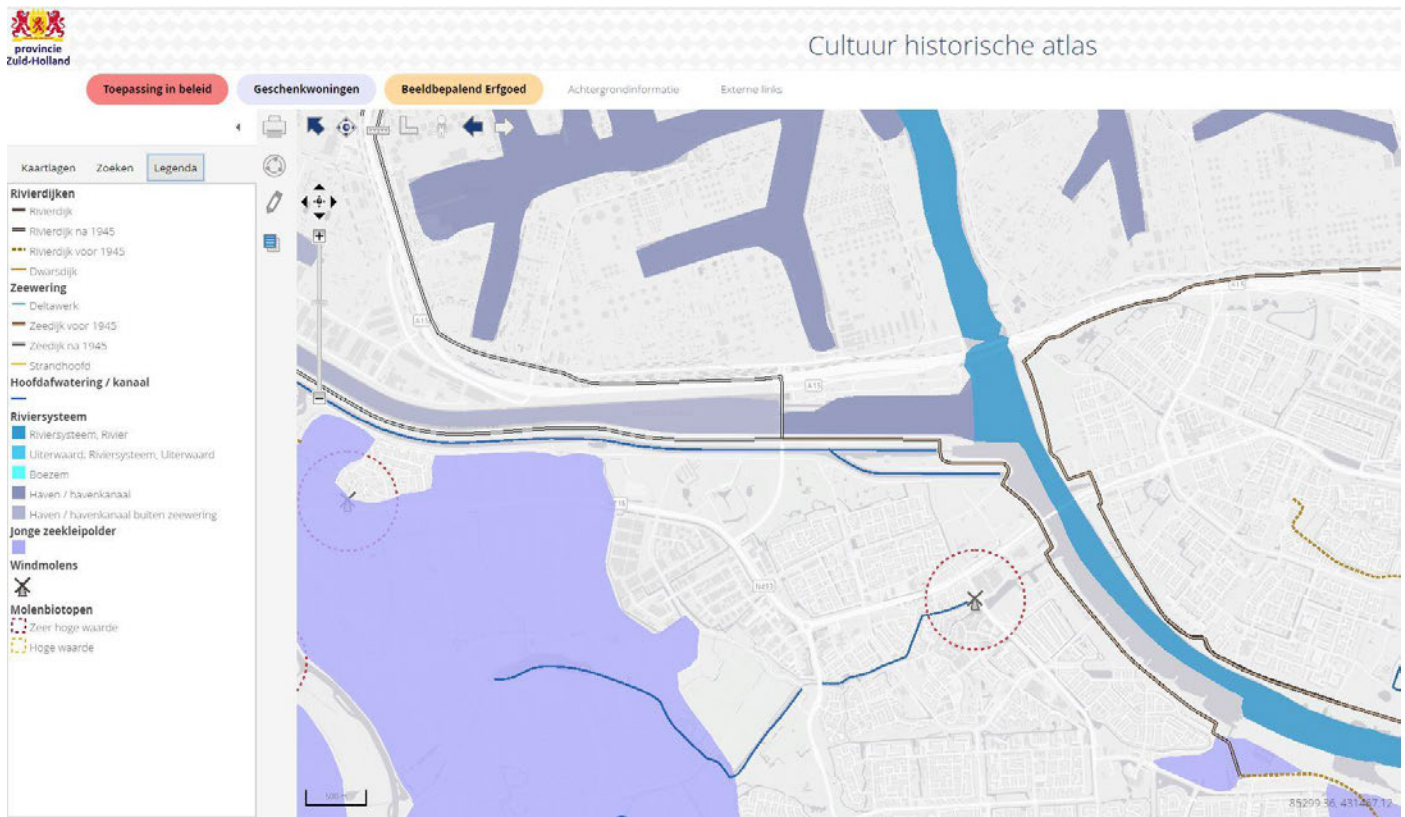 provincie
Zuid-Holland
Cultuur historische atlas
Toepassing in beleid
Geschenkwoningen
Beeldbepalend Erfgoed
Achtergrondinformatie
Externe links
Kaartlagen
Zoeken
Legenda
Rivierdijken
Rivierdijk
Rivierdijk na 1945
Rivierdijk voor 1945
Dwarsdijk
Zeewering
Deltawerk
Zeedijk voor 1945
Zeedijk na 1945
Strandhoofd
Hoofdafwatering / kanaal
Riviersysteem
Riviersysteem, Rivier
Uiterwaard; Riviersysteem, Uiterwaard
Boezem
Haven / havenkanaal
Haven / havenkanaal buiten zeewering
Jonge zeekleipolder
Windmolens
Molenbiotopen
Zeer hoge waarde
Hoge waarde
A15
A15
A15
N493
500 m